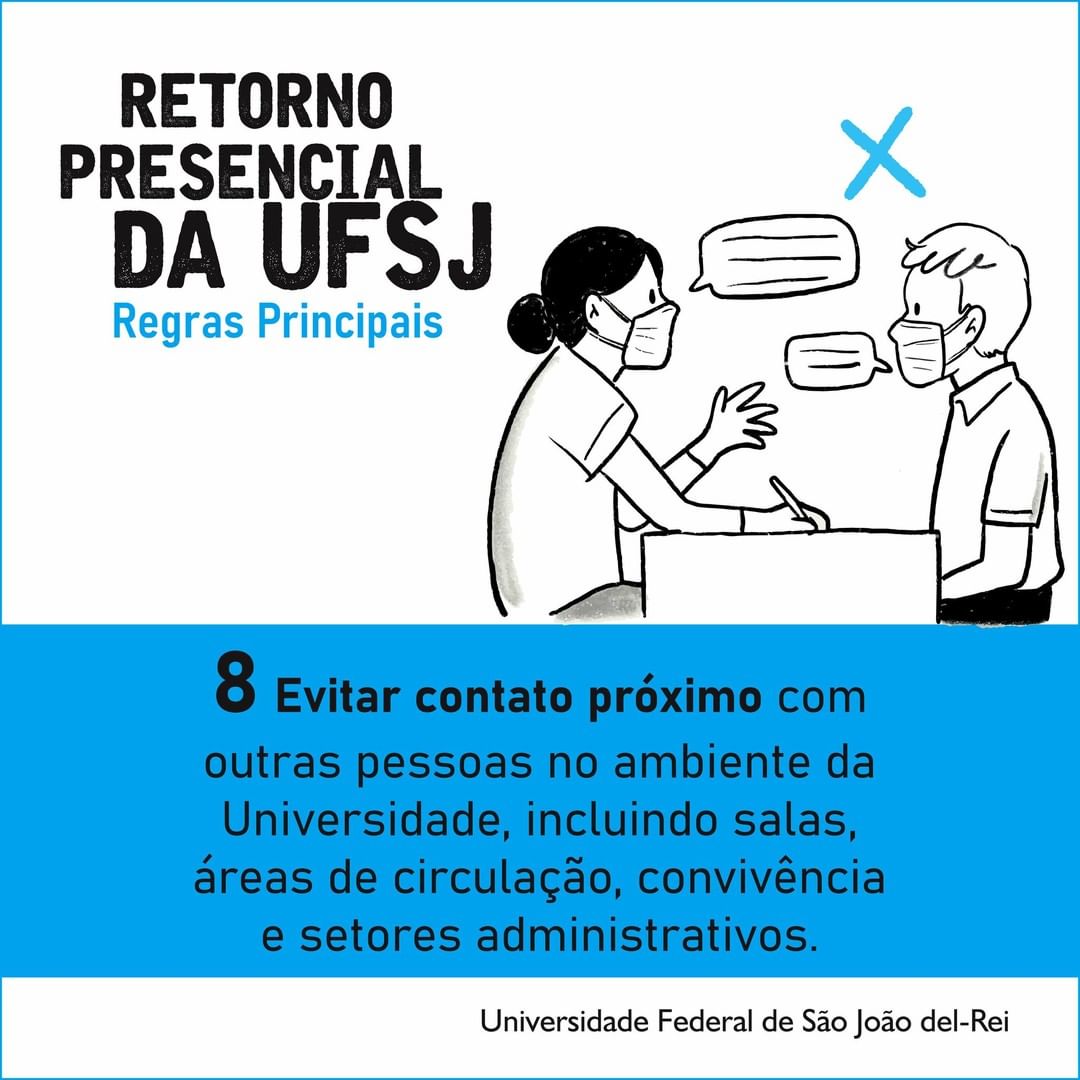 RETORNO
PRESENCIAL
DA UFSJ
Regras Principais
8 Evitar contato próximo com
outras pessoas no ambiente da
Universidade, incluindo salas,
áreas de circulação, convivência
e setores administrativos.
Universidade Federal de São João del-Rei